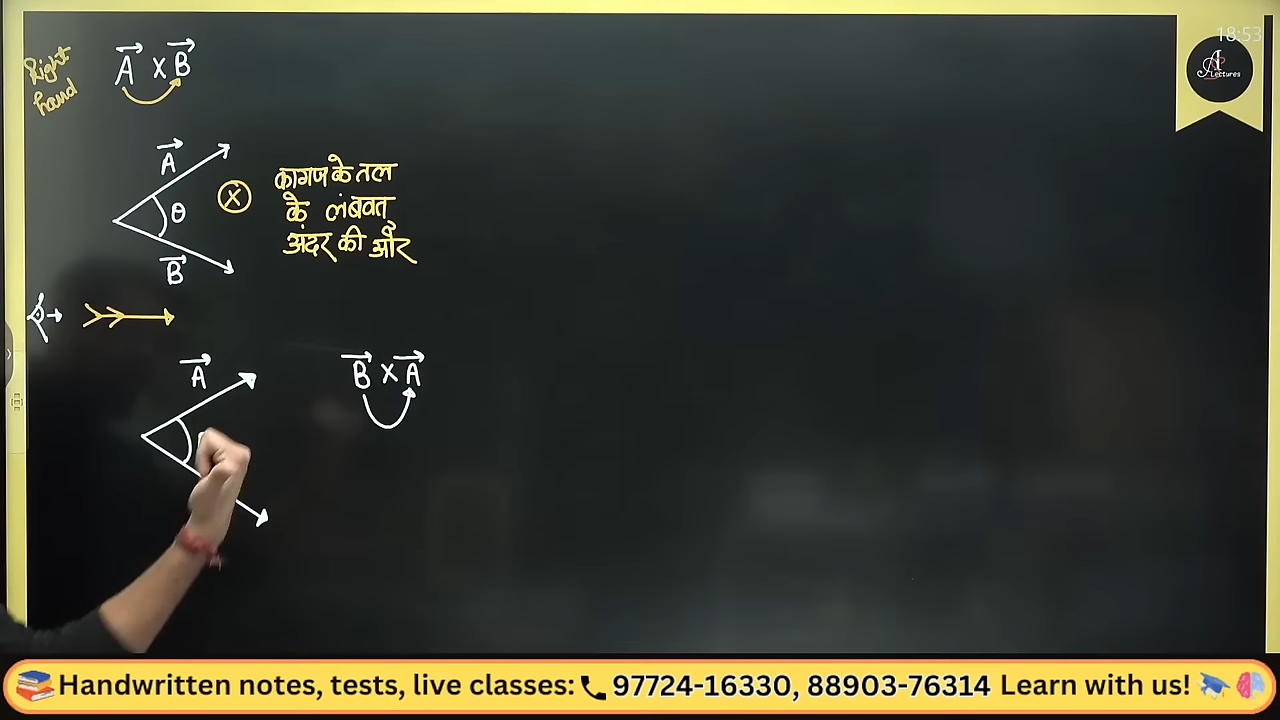 18:53
A Lectures
Right
hand
A⃗ × B⃗
A⃗
θ
B⃗
ⓧ
कागज के तल
के लंबवत्
अंदर की और
A⃗
B⃗ × A⃗
📚Handwritten notes, tests, live classes:📞97724-16330, 88903-76314 Learn with us! 🎓🧠